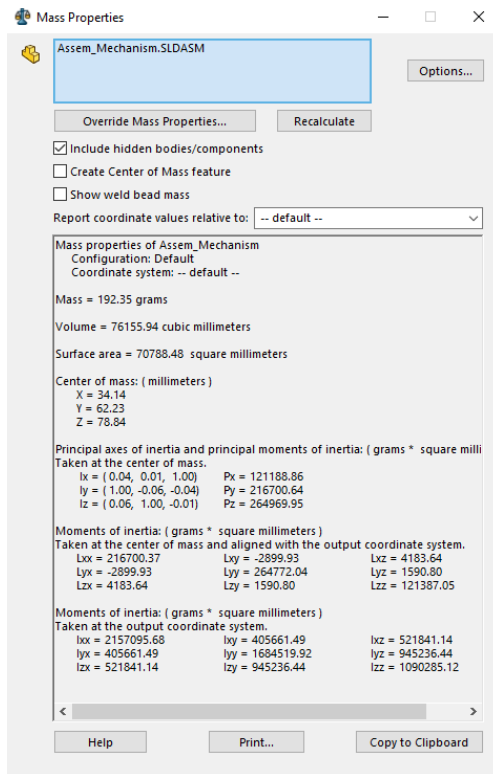 Mass Properties
Assem_Mechanism.SLDASM
Options...
Override Mass Properties... Recalculate
Include hidden bodies/components
Create Center of Mass feature
Show weld bead mass
Report coordinate values relative to: -- default --
Mass properties of Assem_Mechanism
Configuration: Default
Coordinate system: -- default --
Mass = 192.35 grams
Volume = 76155.94 cubic millimeters
Surface area = 70788.48 square millimeters
Center of mass: ( millimeters )
X = 34.14
Y = 62.23
Z = 78.84
Principal axes of inertia and principal moments of inertia: ( grams * square milli
Taken at the center of mass.
Ix = ( 0.04, 0.01, 1.00) Px = 121188.86
Iy = ( 1.00, -0.06, -0.04) Py = 216700.64
Iz = ( 0.06, 1.00, -0.01) Pz = 264969.95
Moments of inertia: ( grams * square millimeters )
Taken at the center of mass and aligned with the output coordinate system.
Lxx = 216700.37 Lxy = -2899.93 Lxz = 4183.64
Lyx = -2899.93 Lyy = 264772.04 Lyz = 1590.80
Lzx = 4183.64 Lzy = 1590.80 Lzz = 121387.05
Moments of inertia: ( grams * square millimeters )
Taken at the output coordinate system.
Ixx = 2157095.68 Ixy = 405661.49 Ixz = 521841.14
Iyx = 405661.49 Iyy = 1684519.92 Iyz = 945236.44
Izx = 521841.14 Izy = 945236.44 Izz = 1090285.12
Help Print... Copy to Clipboard